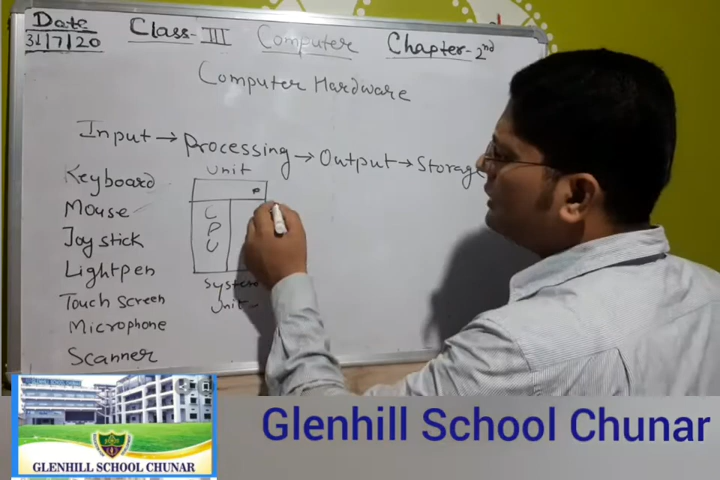 Date
31/7/20
Class-III Computer Chapter-2nd
Computer Hardware
Input → Processing → Output → Storage
Unit
Keyboard
Mouse
Joy stick
Lightpen
Touch Screen
Microphone
Scanner
P
C
P
U
System
Unit
GLENHILL SCHOOL CHUNAR
Glenhill School Chunar